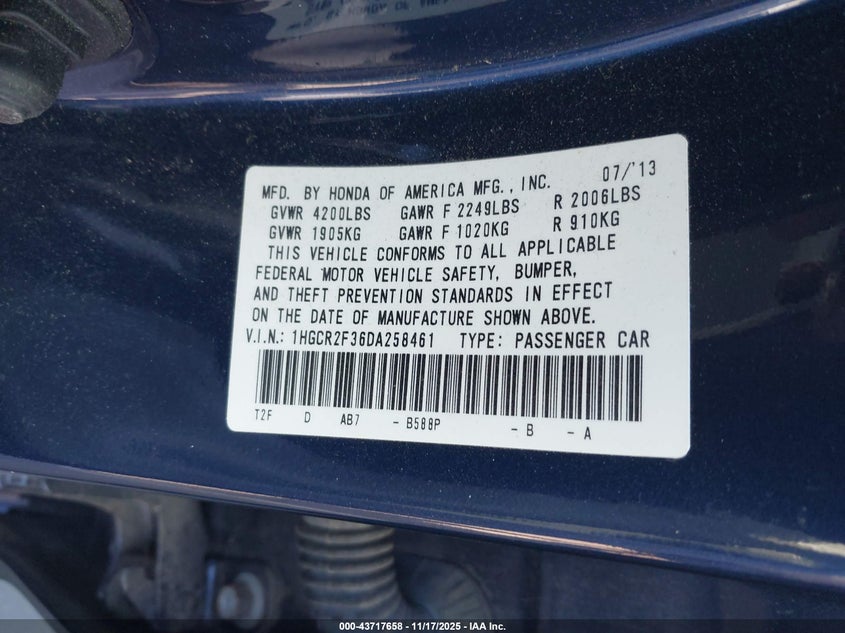 MFD. BY HONDA OF AMERICA MFG., INC. 07/'13
GVWR 4200LBS GAWR F 2249LBS R 2006LBS
GVWR 1905KG GAWR F 1020KG R 910KG
THIS VEHICLE CONFORMS TO ALL APPLICABLE
FEDERAL MOTOR VEHICLE SAFETY, BUMPER,
AND THEFT PREVENTION STANDARDS IN EFFECT
ON THE DATE OF MANUFACTURE SHOWN ABOVE.
V.I.N.: 1HGCR2F36DA258461 TYPE: PASSENGER CAR
T2F D AB7 - B588P - B - A
000-43717658 - 11/17/2025 - IAA Inc.